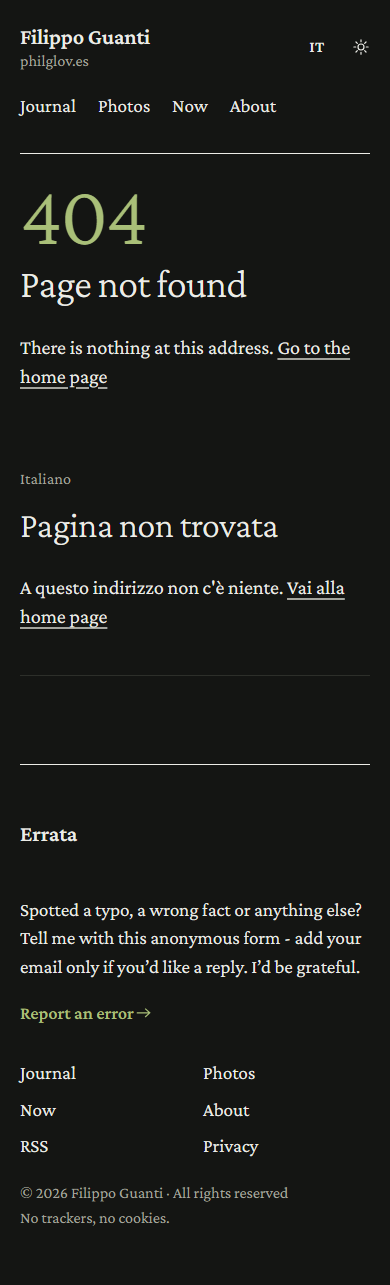 Filippo Guanti
philglov.es
IT
Journal Photos Now About
404
Page not found
There is nothing at this address. Go to the
home page
Italiano
Pagina non trovata
A questo indirizzo non c'è niente. Vai alla
home page
Errata
Spotted a typo, a wrong fact or anything else?
Tell me with this anonymous form - add your
email only if you’d like a reply. I’d be grateful.
Report an error →
Journal Photos
Now About
RSS Privacy
© 2026 Filippo Guanti · All rights reserved
No trackers, no cookies.